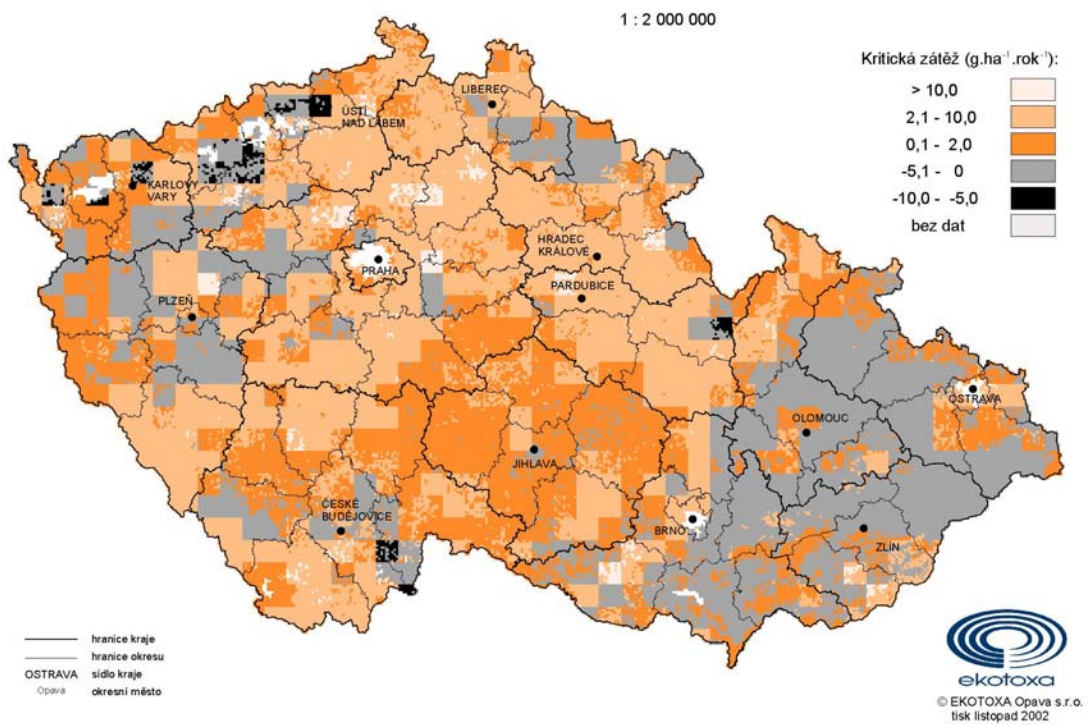 1 : 2 000 000
Kritická zátěž (g.ha⁻¹.rok⁻¹):
> 10,0
2,1 - 10,0
0,1 - 2,0
-5,1 - 0
-10,0 - -5,0
bez dat
LIBEREC
ÚSTÍ
NAD LABEM
KARLOVY
VARY
HRADEC
KRÁLOVÉ
PRAHA
PARDUBICE
PLZEŇ
OSTRAVA
OLOMOUC
JIHLAVA
ČESKÉ
BUDĚJOVICE
BRNO
ZLÍN
hranice kraje
hranice okresu
OSTRAVA sídlo kraje
Opava okresní město
ekotoxa
© EKOTOXA Opava s.r.o.
tisk listopad 2002